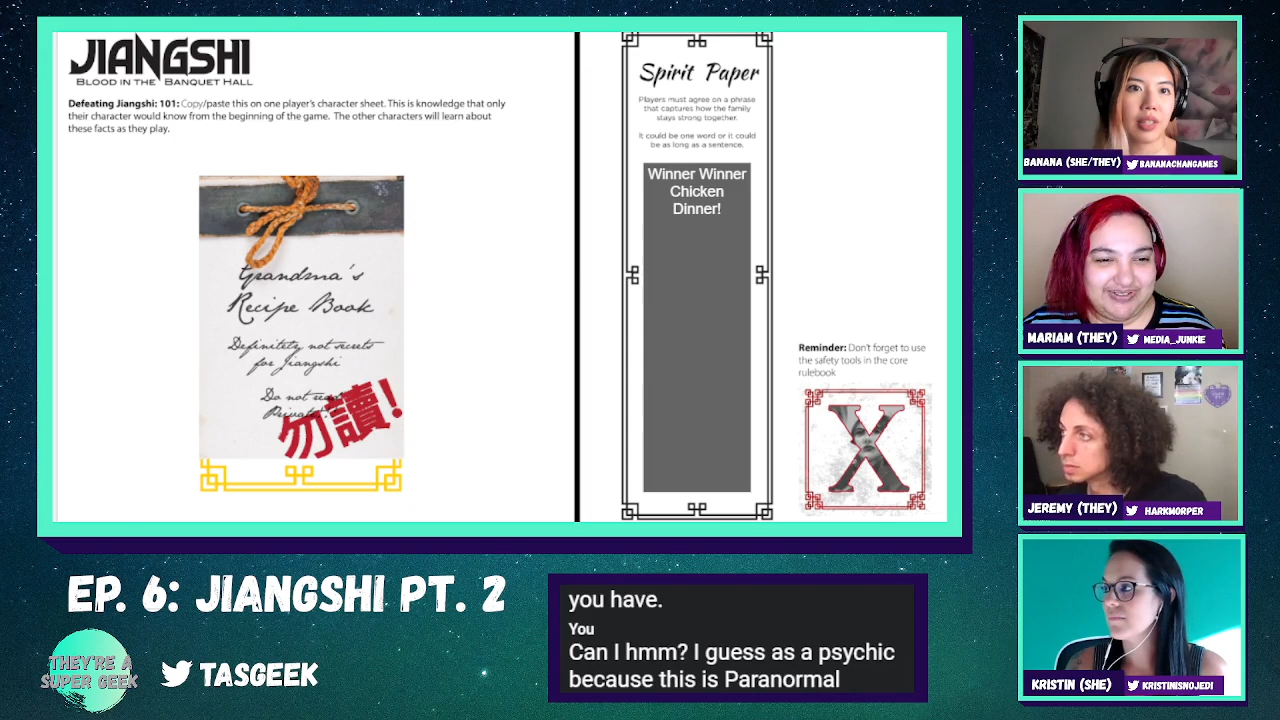 JIANGSHI
BLOOD IN THE BANQUET HALL
Defeating Jiangshi: 101: Copy/paste this on one player's character sheet. This is knowledge that only
their character would know from the beginning of the game. The other characters will learn about
these facts as they play.
Grandma's
Recipe Book
Definitely not secrets
for Jiangshi
Do not read
Private!
勿讀!
Spirit Paper
Players must agree on a phrase
that captures how the family
stays strong together.
It could be one word or it could
be as long as a sentence.
Winner Winner
Chicken
Dinner!
Reminder: Don't forget to use
the safety tools in the core
rulebook
X
BANANA (SHE/THEY) BANANACHANGAMES
MARIAM (THEY) MEDIA_JUNKIE
JEREMY (THEY) HARKMORPER
KRISTIN (SHE) KRISTINISNOJEDI
EP. 6: JIANGSHI PT. 2
THEY'RE A
SUPER GEEK
TASGEEK
you have.
You
Can I hmm? I guess as a psychic
because this is Paranormal